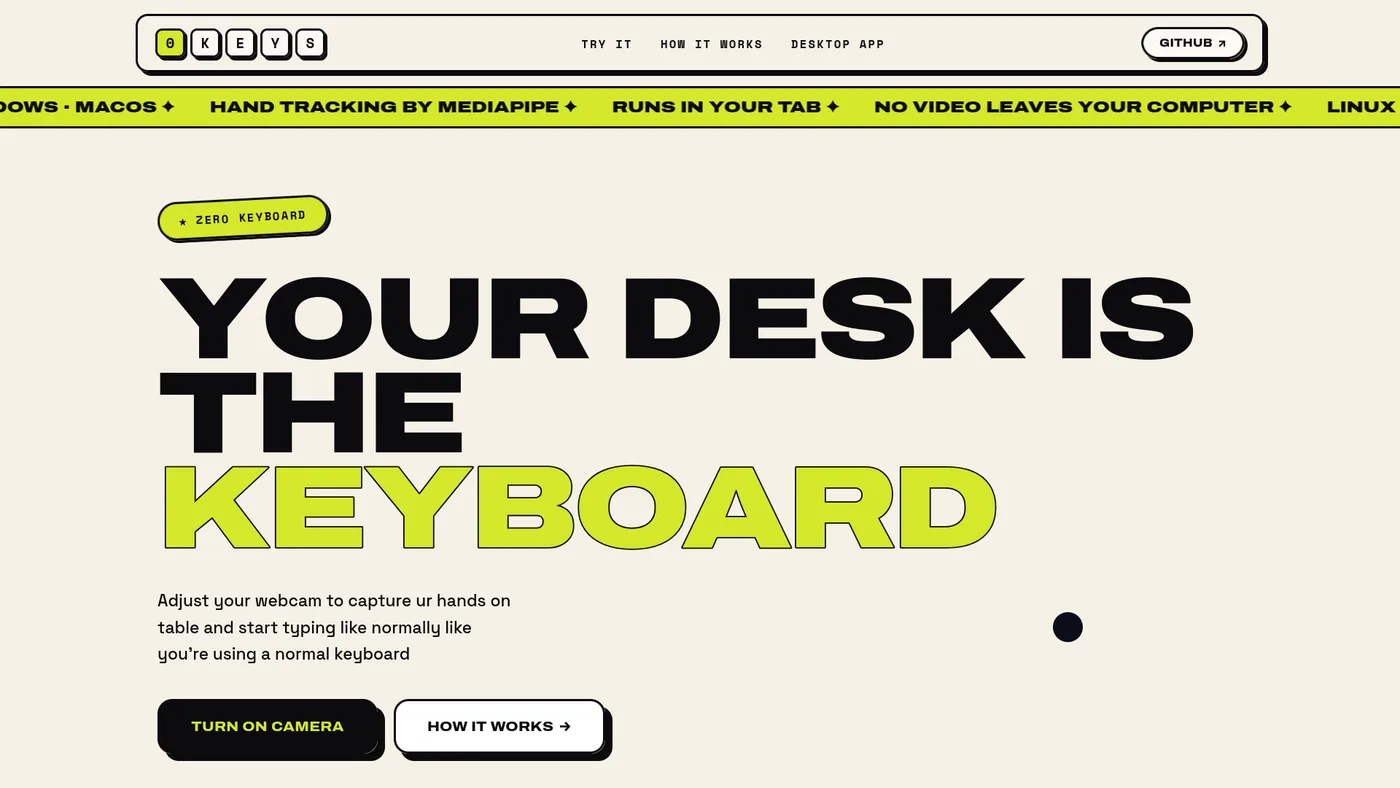 0 K E Y S
TRY IT HOW IT WORKS DESKTOP APP
GITHUB ↗
DOWS · MACOS ✦ HAND TRACKING BY MEDIAPIPE ✦ RUNS IN YOUR TAB ✦ NO VIDEO LEAVES YOUR COMPUTER ✦ LINUX
★ ZERO KEYBOARD
YOUR DESK IS
THE
KEYBOARD
Adjust your webcam to capture ur hands on
table and start typing like normally like
you're using a normal keyboard
TURN ON CAMERA
HOW IT WORKS →